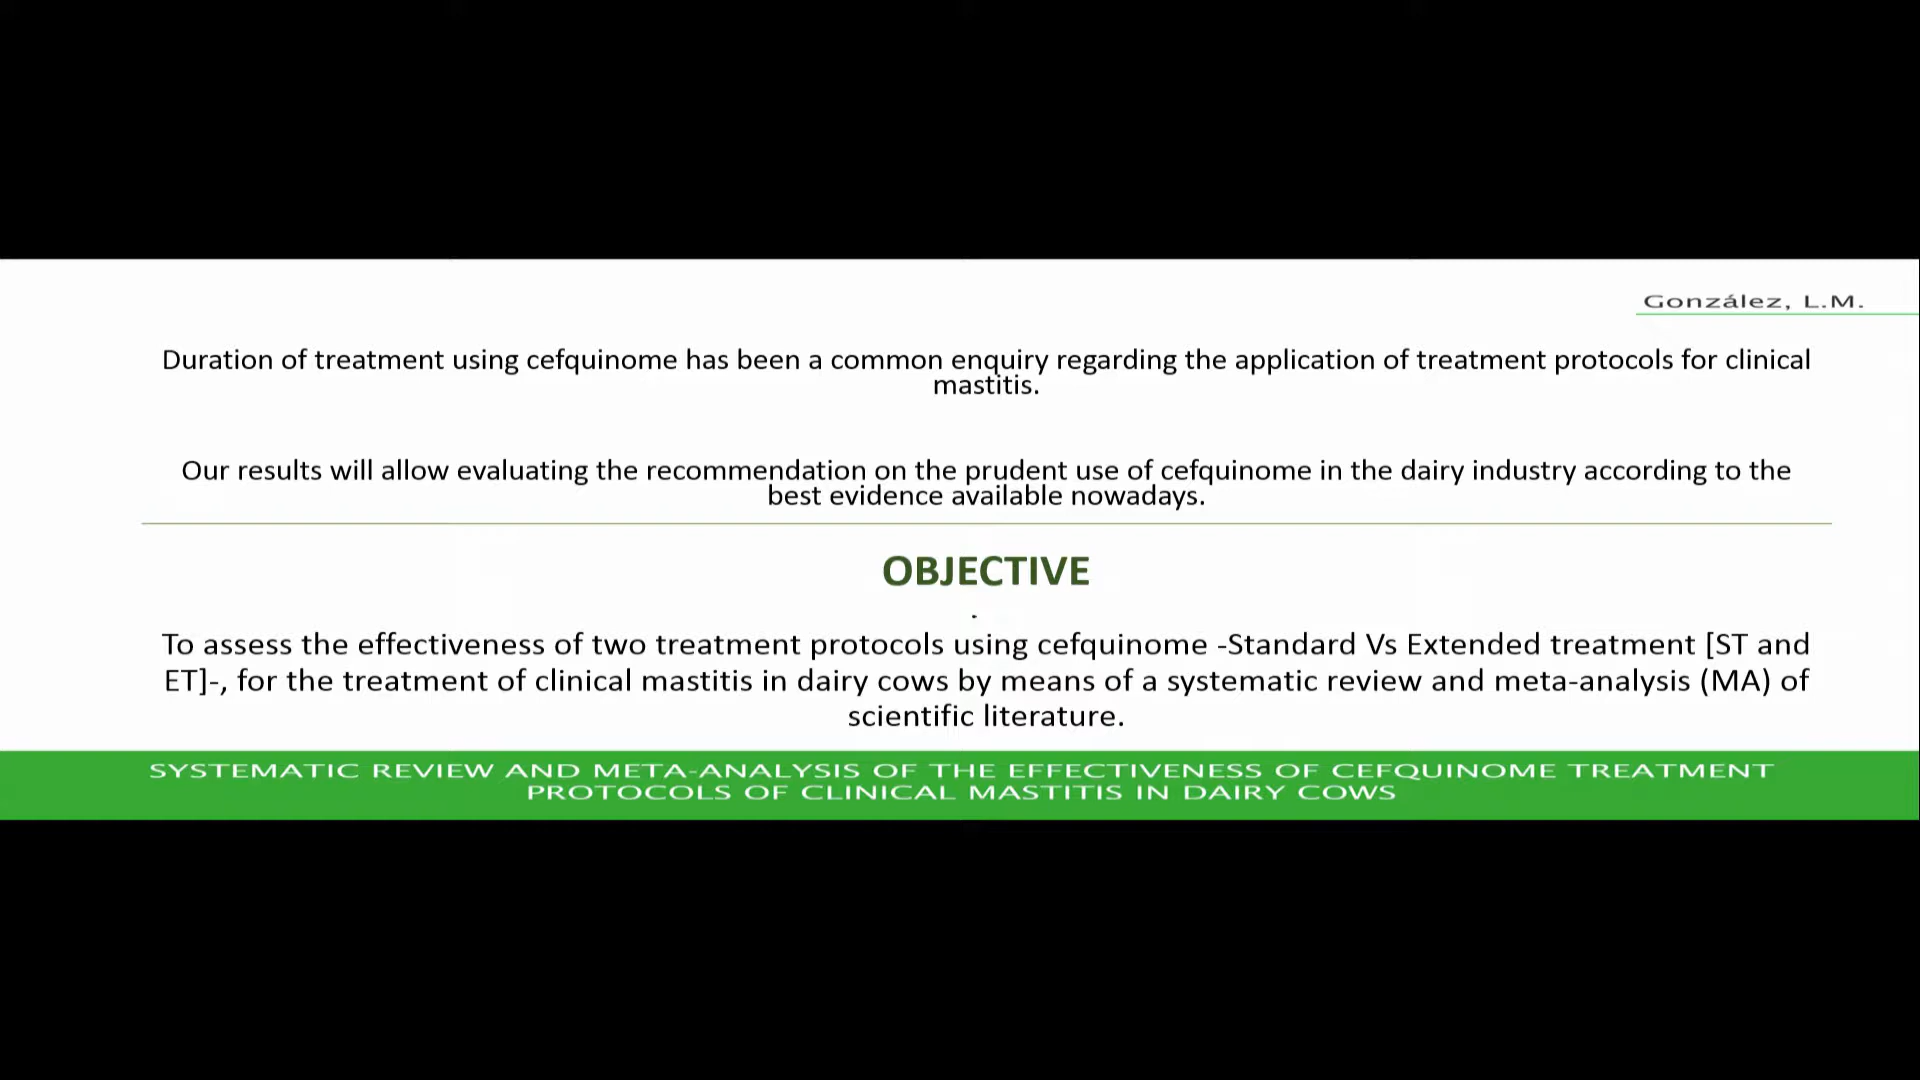 González, L.M.
Duration of treatment using cefquinome has been a common enquiry regarding the application of treatment protocols for clinical
mastitis.
Our results will allow evaluating the recommendation on the prudent use of cefquinome in the dairy industry according to the
best evidence available nowadays.
OBJECTIVE
.
To assess the effectiveness of two treatment protocols using cefquinome -Standard Vs Extended treatment [ST and
ET]-, for the treatment of clinical mastitis in dairy cows by means of a systematic review and meta-analysis (MA) of
scientific literature.
SYSTEMATIC REVIEW AND META-ANALYSIS OF THE EFFECTIVENESS OF CEFQUINOME TREATMENT
PROTOCOLS OF CLINICAL MASTITIS IN DAIRY COWS